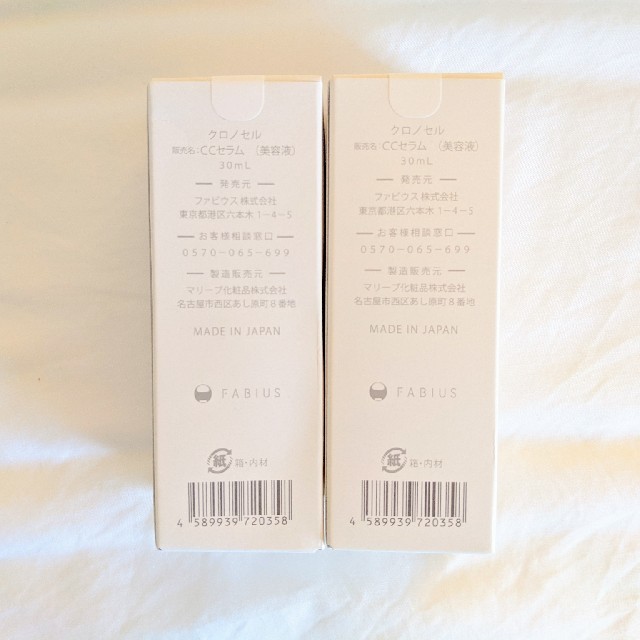 クロノセル
販売名:CCセラム （美容液）
30mL
発売元
ファビウス株式会社
東京都港区六本木1-4-5
お客様相談窓口
0570-065-699
製造販売元
マリーブ化粧品株式会社
名古屋市西区あし原町8番地
MADE IN JAPAN
FABIUS
紙 箱・内材
4 589939 720358
クロノセル
販売名:CCセラム （美容液）
30mL
発売元
ファビウス株式会社
東京都港区六本木1-4-5
お客様相談窓口
0570-065-699
製造販売元
マリーブ化粧品株式会社
名古屋市西区あし原町8番地
MADE IN JAPAN
FABIUS
紙 箱・内材
4 589939 720358